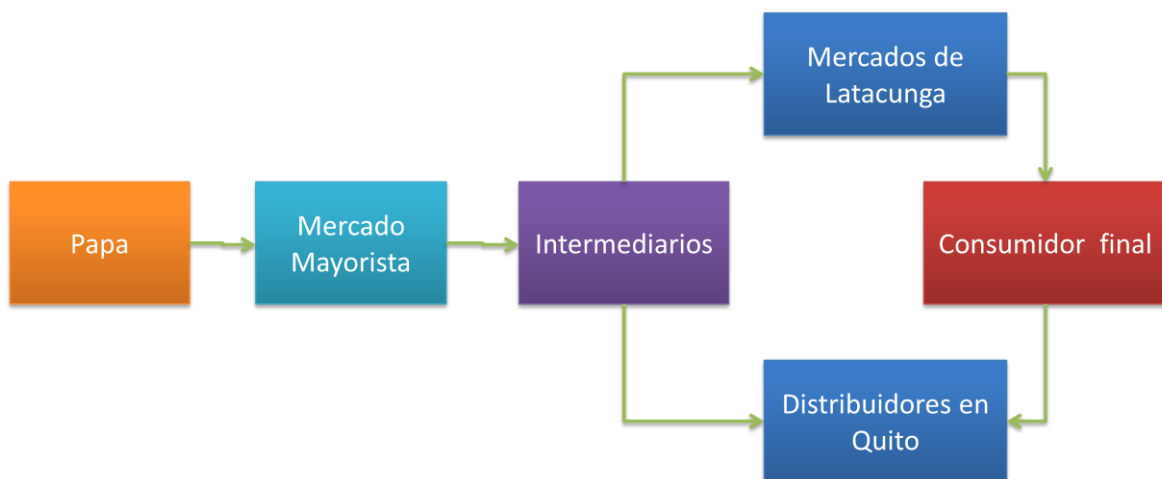 Mercados de
Latacunga
Papa
Mercado
Mayorista
Intermediarios
Consumidor final
Distribuidores en
Quito